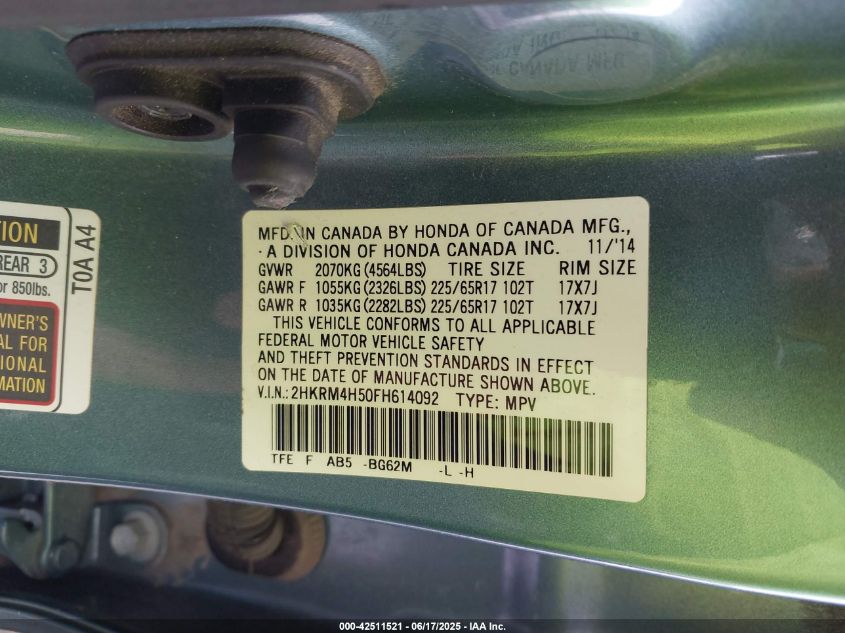 TION
REAR 3
or 850lbs.
T0A A4
WNER'S
AL FOR
IONAL
MATION
MFD. IN CANADA BY HONDA OF CANADA MFG.,
A DIVISION OF HONDA CANADA INC. 11/'14
GVWR 2070KG(4564LBS) TIRE SIZE RIM SIZE
GAWR F 1055KG(2326LBS) 225/65R17 102T 17X7J
GAWR R 1035KG(2282LBS) 225/65R17 102T 17X7J
THIS VEHICLE CONFORMS TO ALL APPLICABLE
FEDERAL MOTOR VEHICLE SAFETY
AND THEFT PREVENTION STANDARDS IN EFFECT
ON THE DATE OF MANUFACTURE SHOWN ABOVE.
V.I.N.: 2HKRM4H50FH614092 TYPE: MPV
TFE F AB5 -BG62M -L -H
000-42511521 - 06/17/2025 - IAA Inc.